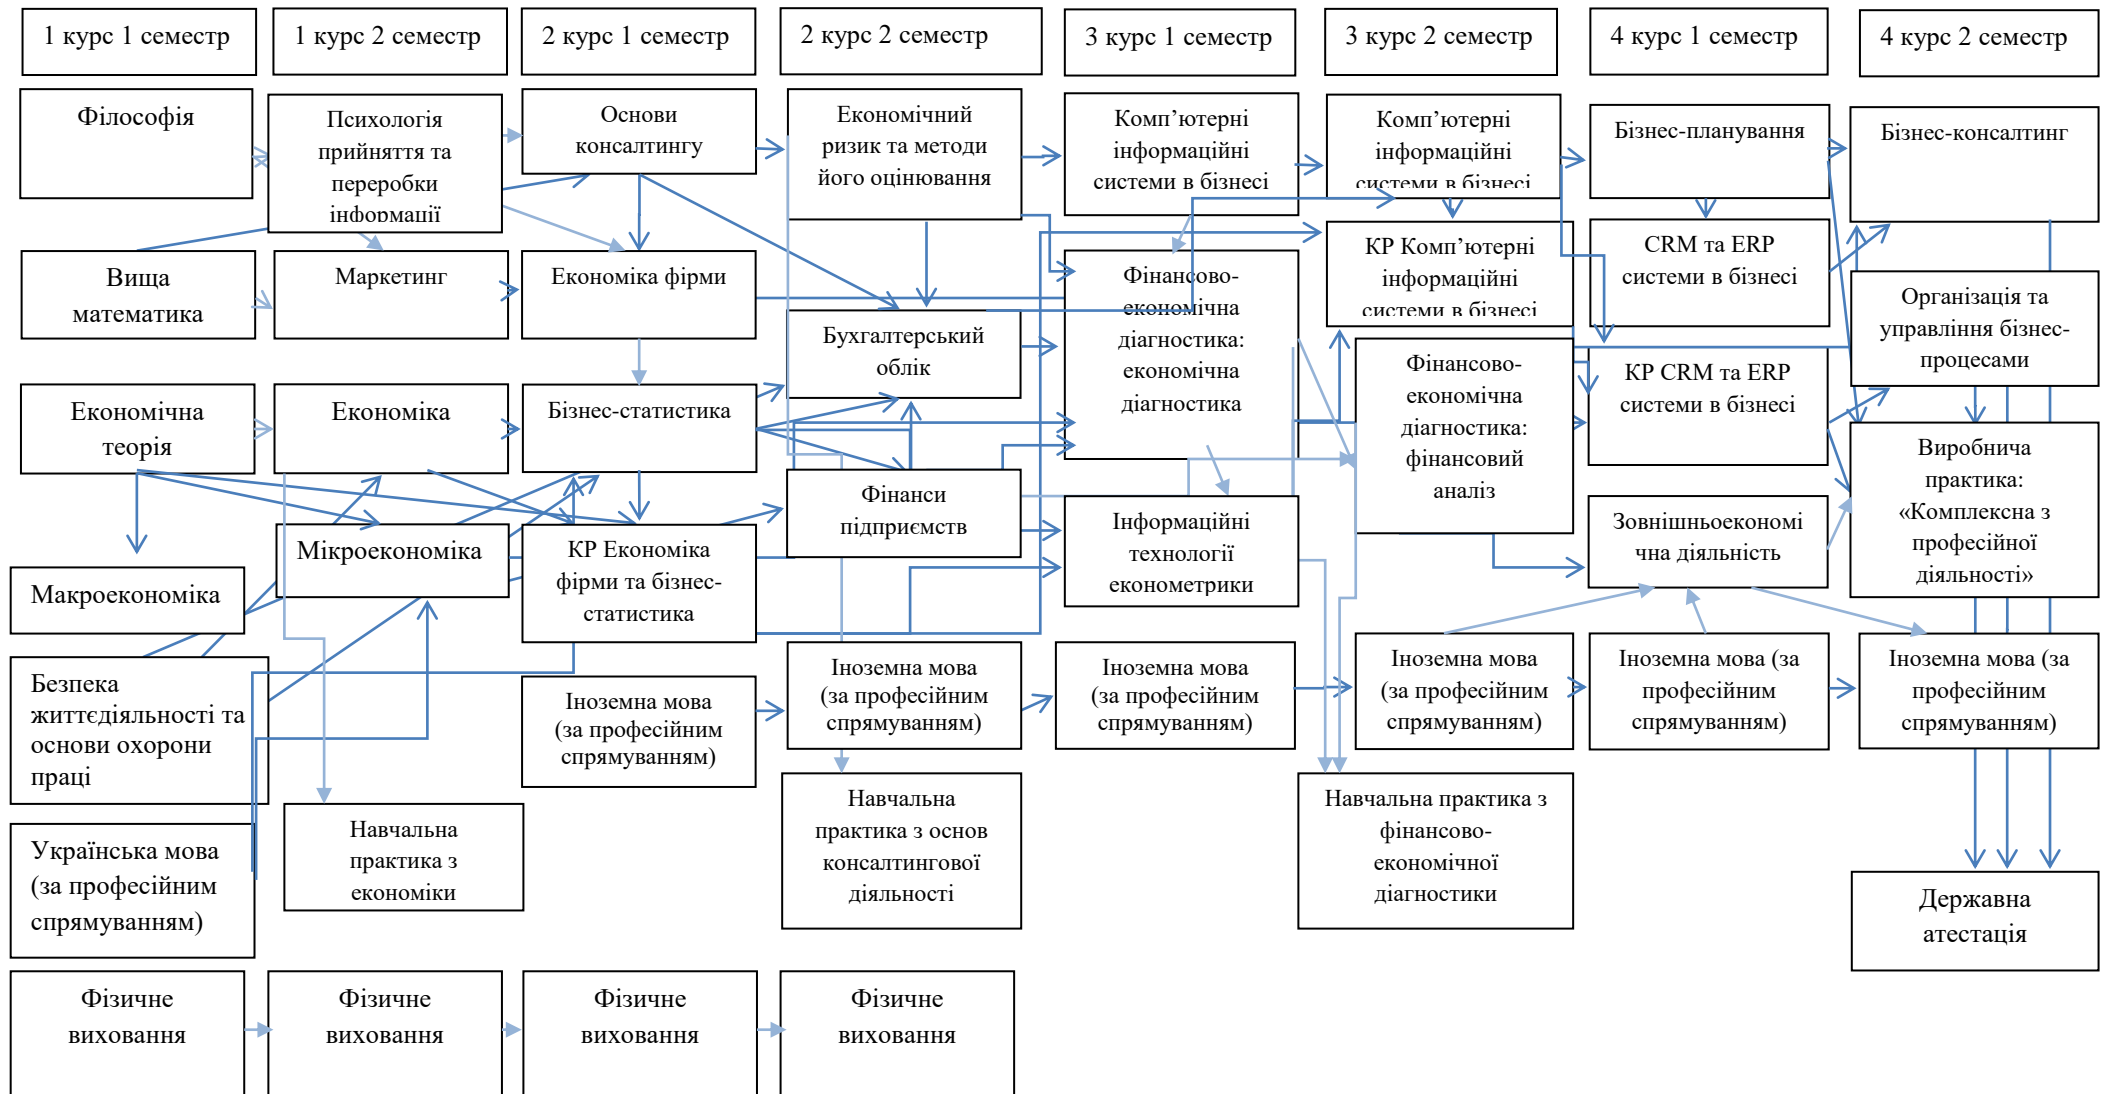 1 курс 1 семестр
1 курс 2 семестр
2 курс 1 семестр
2 курс 2 семестр
3 курс 1 семестр
3 курс 2 семестр
4 курс 1 семестр
4 курс 2 семестр
Філософія
Психологія
прийняття та
переробки
інформації
Основи
консалтингу
Економічний
ризик та методи
його оцінювання
Комп’ютерні
інформаційні
системи в бізнесі
Комп’ютерні
інформаційні
системи в бізнесі
Бізнес-планування
Бізнес-консалтинг
Вища
математика
Маркетинг
Економіка фірми
Бухгалтерський
облік
Фінансово-
економічна
діагностика:
економічна
діагностика
КР Комп’ютерні
інформаційні
системи в бізнесі
CRM та ERP
системи в бізнесі
Організація та
управління бізнес-
процесами
Економічна
теорія
Економіка
Бізнес-статистика
Фінанси
підприємств
Інформаційні
технології
економетрики
Фінансово-
економічна
діагностика:
фінансовий
аналіз
КР CRM та ERP
системи в бізнесі
Виробнича
практика:
«Комплексна з
професійної
діяльності»
Макроекономіка
Мікроекономіка
КР Економіка
фірми та бізнес-
статистика
Зовнішньоекономі
чна діяльність
Безпека
життєдіяльності та
основи охорони
праці
Іноземна мова
(за професійним
спрямуванням)
Іноземна мова
(за професійним
спрямуванням)
Іноземна мова
(за професійним
спрямуванням)
Іноземна мова
(за професійним
спрямуванням)
Іноземна мова (за
професійним
спрямуванням)
Іноземна мова (за
професійним
спрямуванням)
Українська мова
(за професійним
спрямуванням)
Навчальна
практика з
економіки
Навчальна
практика з основ
консалтингової
діяльності
Навчальна практика з
фінансово-
економічної
діагностики
Державна
атестація
Фізичне
виховання
Фізичне
виховання
Фізичне
виховання
Фізичне
виховання